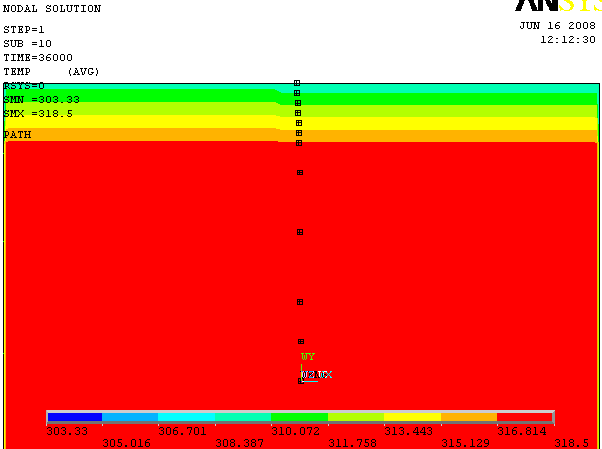 NODAL SOLUTION
STEP=1
SUB =10
TIME=36000
TEMP (AVG)
RSYS=0
SMN =303.33
SMX =318.5
PATH
ANSYS
JUN 16 2008
12:12:30
WY
WX
303.33 306.701 310.072 313.443 316.814
305.016 308.387 311.758 315.129 318.5